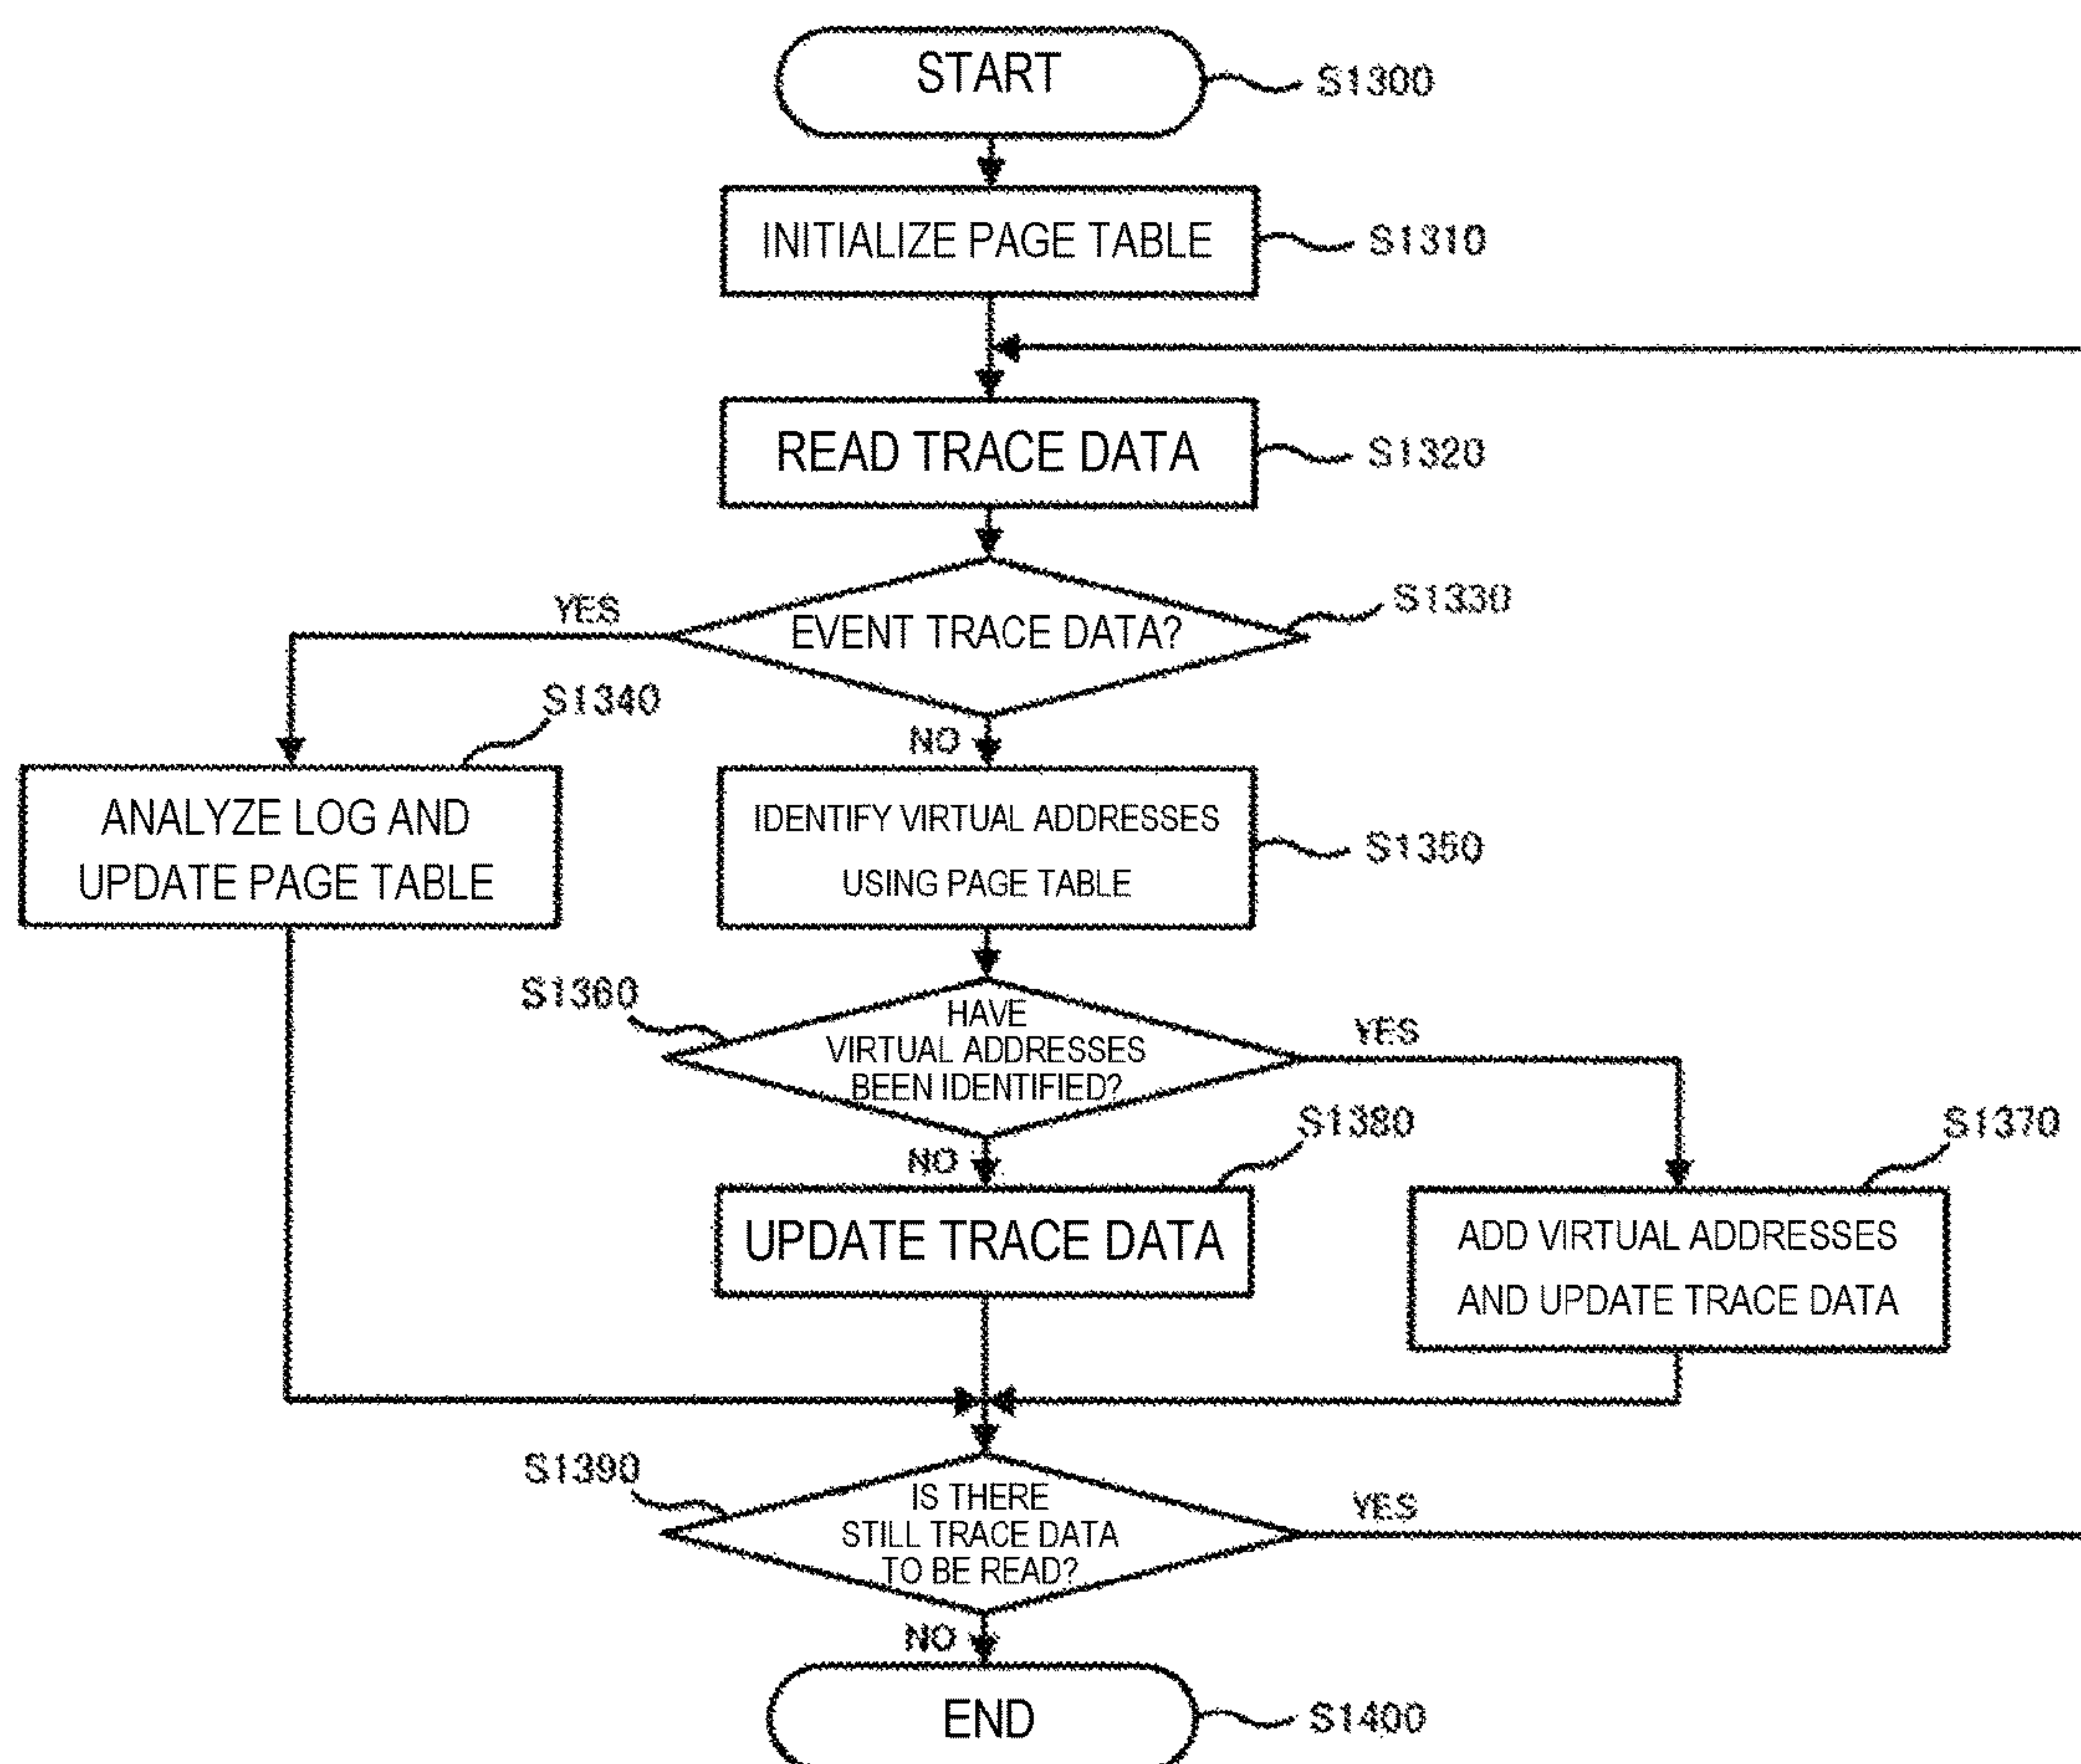 START
S1300
INITIALIZE PAGE TABLE
S1310
READ TRACE DATA
S1320
EVENT TRACE DATA?
S1330
YES
NO
S1340
ANALYZE LOG AND
UPDATE PAGE TABLE
IDENTIFY VIRTUAL ADDRESSES
USING PAGE TABLE
S1350
S1360
HAVE
VIRTUAL ADDRESSES
BEEN IDENTIFIED?
YES
NO
S1380
UPDATE TRACE DATA
S1370
ADD VIRTUAL ADDRESSES
AND UPDATE TRACE DATA
S1390
IS THERE
STILL TRACE DATA
TO BE READ?
YES
NO
END
S1400